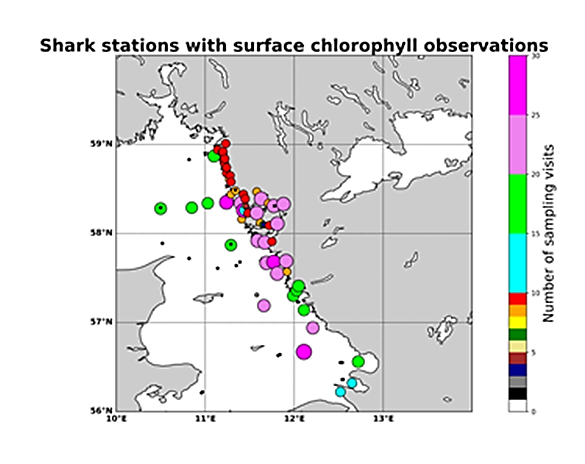 Shark stations with surface chlorophyll observations
59°N
58°N
57°N
56°N
10°E
11°E
12°E
13°E
30
25
20
15
10
5
0
Number of sampling visits